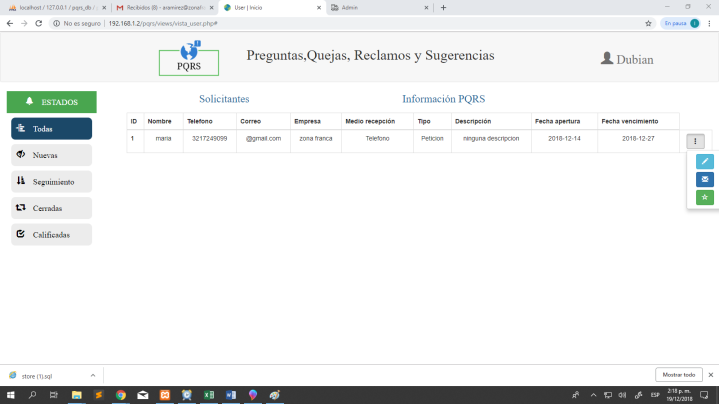 localhost / 127.0.0.1 / pqrs_db /
Recibidos (8) - aramirez@zonaf
User | Inicio
Admin
No es seguro | 192.168.1.2/pqrs/views/vista_user.php#
En pausa
PQRS
Preguntas,Quejas, Reclamos y Sugerencias
Dubian
ESTADOS
Todas
Nuevas
Seguimiento
Cerradas
Calificadas
Solicitantes
Información PQRS
ID Nombre Telefono Correo Empresa Medio recepción Tipo Descripción Fecha apertura Fecha vencimiento
1 maria 3217249099 @gmail.com zona franca Telefono Peticion ninguna descripcion 2018-12-14 2018-12-27
store (1).sql
Mostrar todo
ESP
2:18 p. m.
19/12/2018